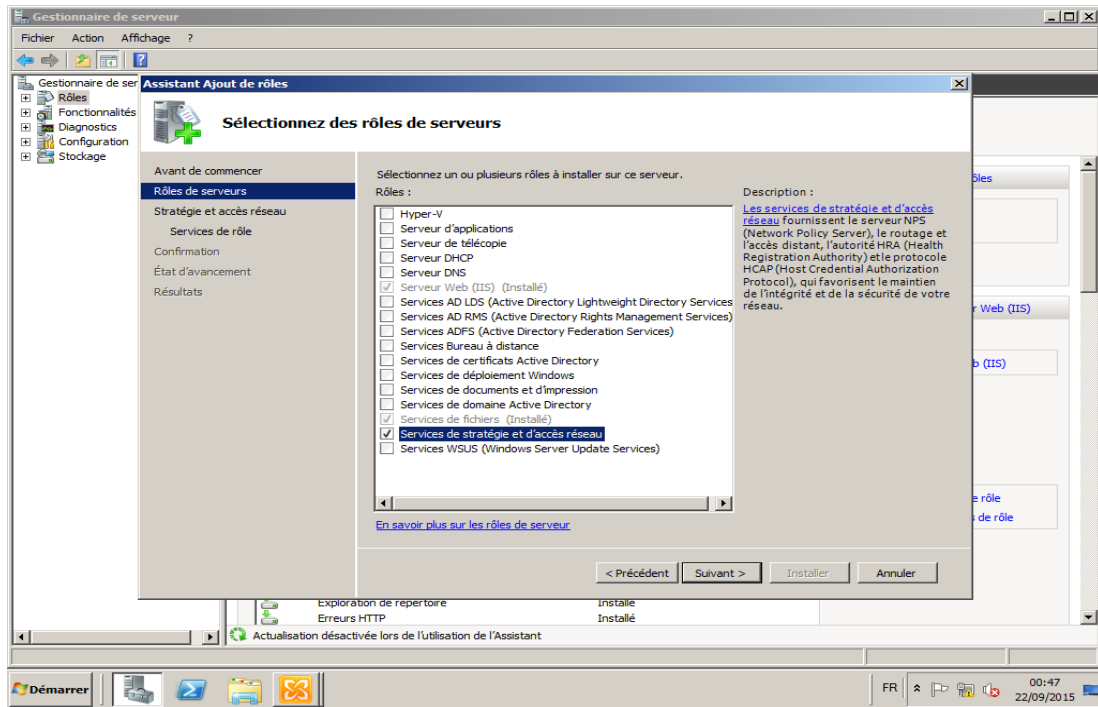 Gestionnaire de serveur
Fichier Action Affichage ?
Gestionnaire de ser
Rôles
Fonctionnalités
Diagnostics
Configuration
Stockage
Assistant Ajout de rôles
Sélectionnez des rôles de serveurs
Avant de commencer
Rôles de serveurs
Stratégie et accès réseau
Services de rôle
Confirmation
État d'avancement
Résultats
Sélectionnez un ou plusieurs rôles à installer sur ce serveur.
Rôles :
Hyper-V
Serveur d'applications
Serveur de télécopie
Serveur DHCP
Serveur DNS
Serveur Web (IIS) (Installé)
Services AD LDS (Active Directory Lightweight Directory Services
Services AD RMS (Active Directory Rights Management Services)
Services ADFS (Active Directory Federation Services)
Services Bureau à distance
Services de certificats Active Directory
Services de déploiement Windows
Services de documents et d'impression
Services de domaine Active Directory
Services de fichiers (Installé)
Services de stratégie et d'accès réseau
Services WSUS (Windows Server Update Services)
En savoir plus sur les rôles de serveur
Description :
Les services de stratégie et d'accès
réseau fournissent le serveur NPS
(Network Policy Server), le routage et
l'accès distant, l'autorité HRA (Health
Registration Authority) et le protocole
HCAP (Host Credential Authorization
Protocol), qui favorisent le maintien
de l'intégrité et de la sécurité de votre
réseau.
< Précédent Suivant > Installer Annuler
ôles
r Web (IIS)
b (IIS)
e rôle
de rôle
Exploration de répertoire Installé
Erreurs HTTP Installé
Actualisation désactivée lors de l'utilisation de l'Assistant
Démarrer
FR
00:47
22/09/2015